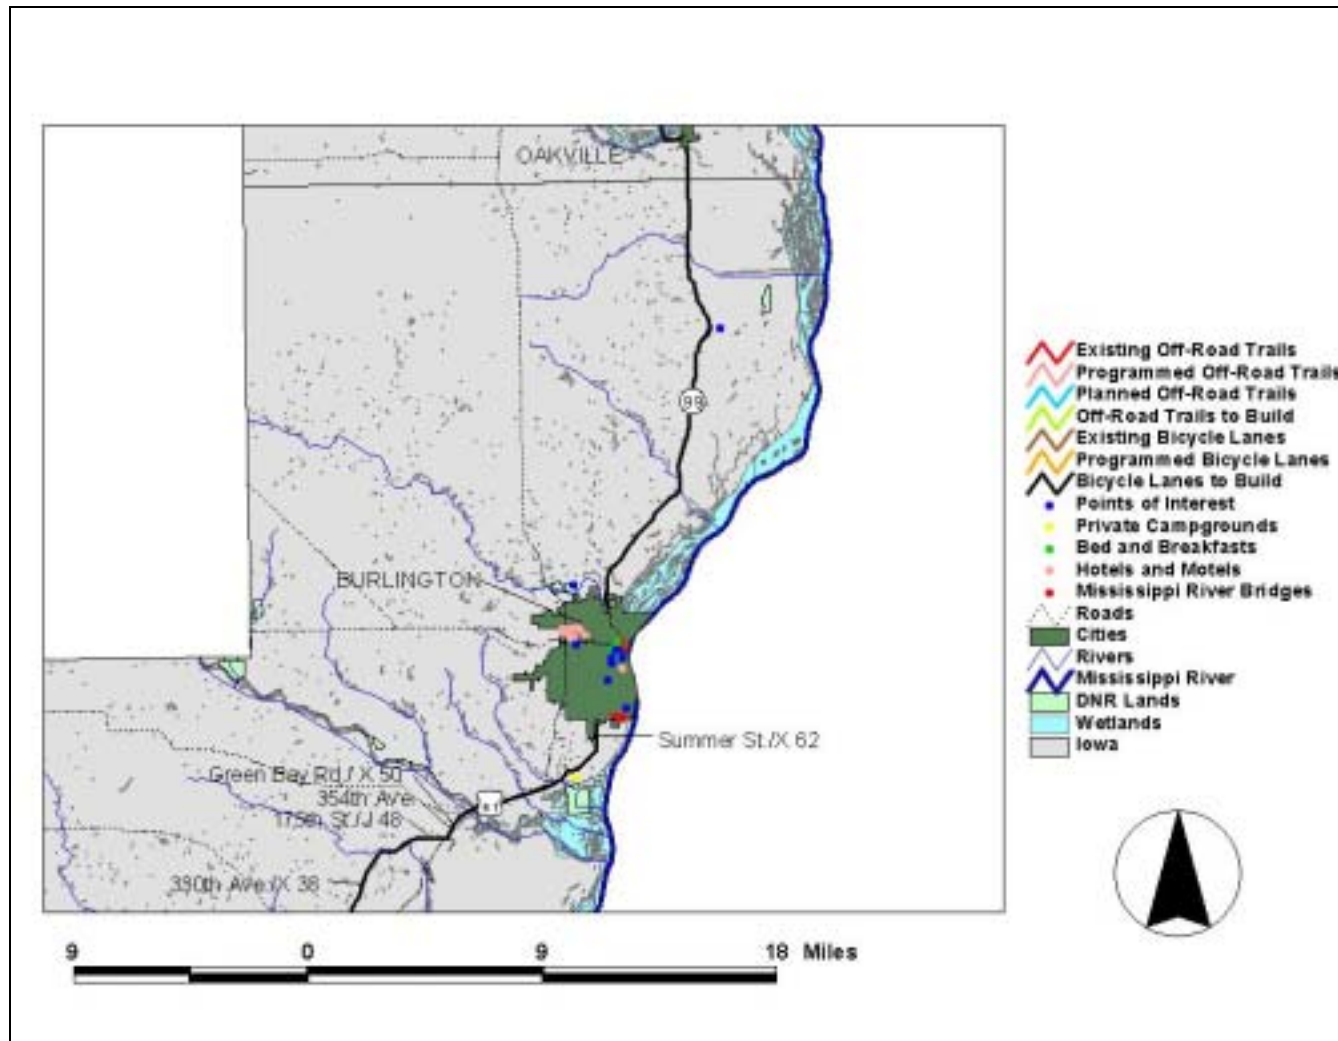 OAKVILLE
99
BURLINGTON
Summer St./X 62
Green Bay Rd./ X 50
354th Ave
175th St./J 48
61
330th Ave./X 38
Existing Off-Road Trails
Programmed Off-Road Trails
Planned Off-Road Trails
Off-Road Trails to Build
Existing Bicycle Lanes
Programmed Bicycle Lanes
Bicycle Lanes to Build
Points of Interest
Private Campgrounds
Bed and Breakfasts
Hotels and Motels
Mississippi River Bridges
Roads
Cities
Rivers
Mississippi River
DNR Lands
Wetlands
Iowa
9 0 9 18 Miles